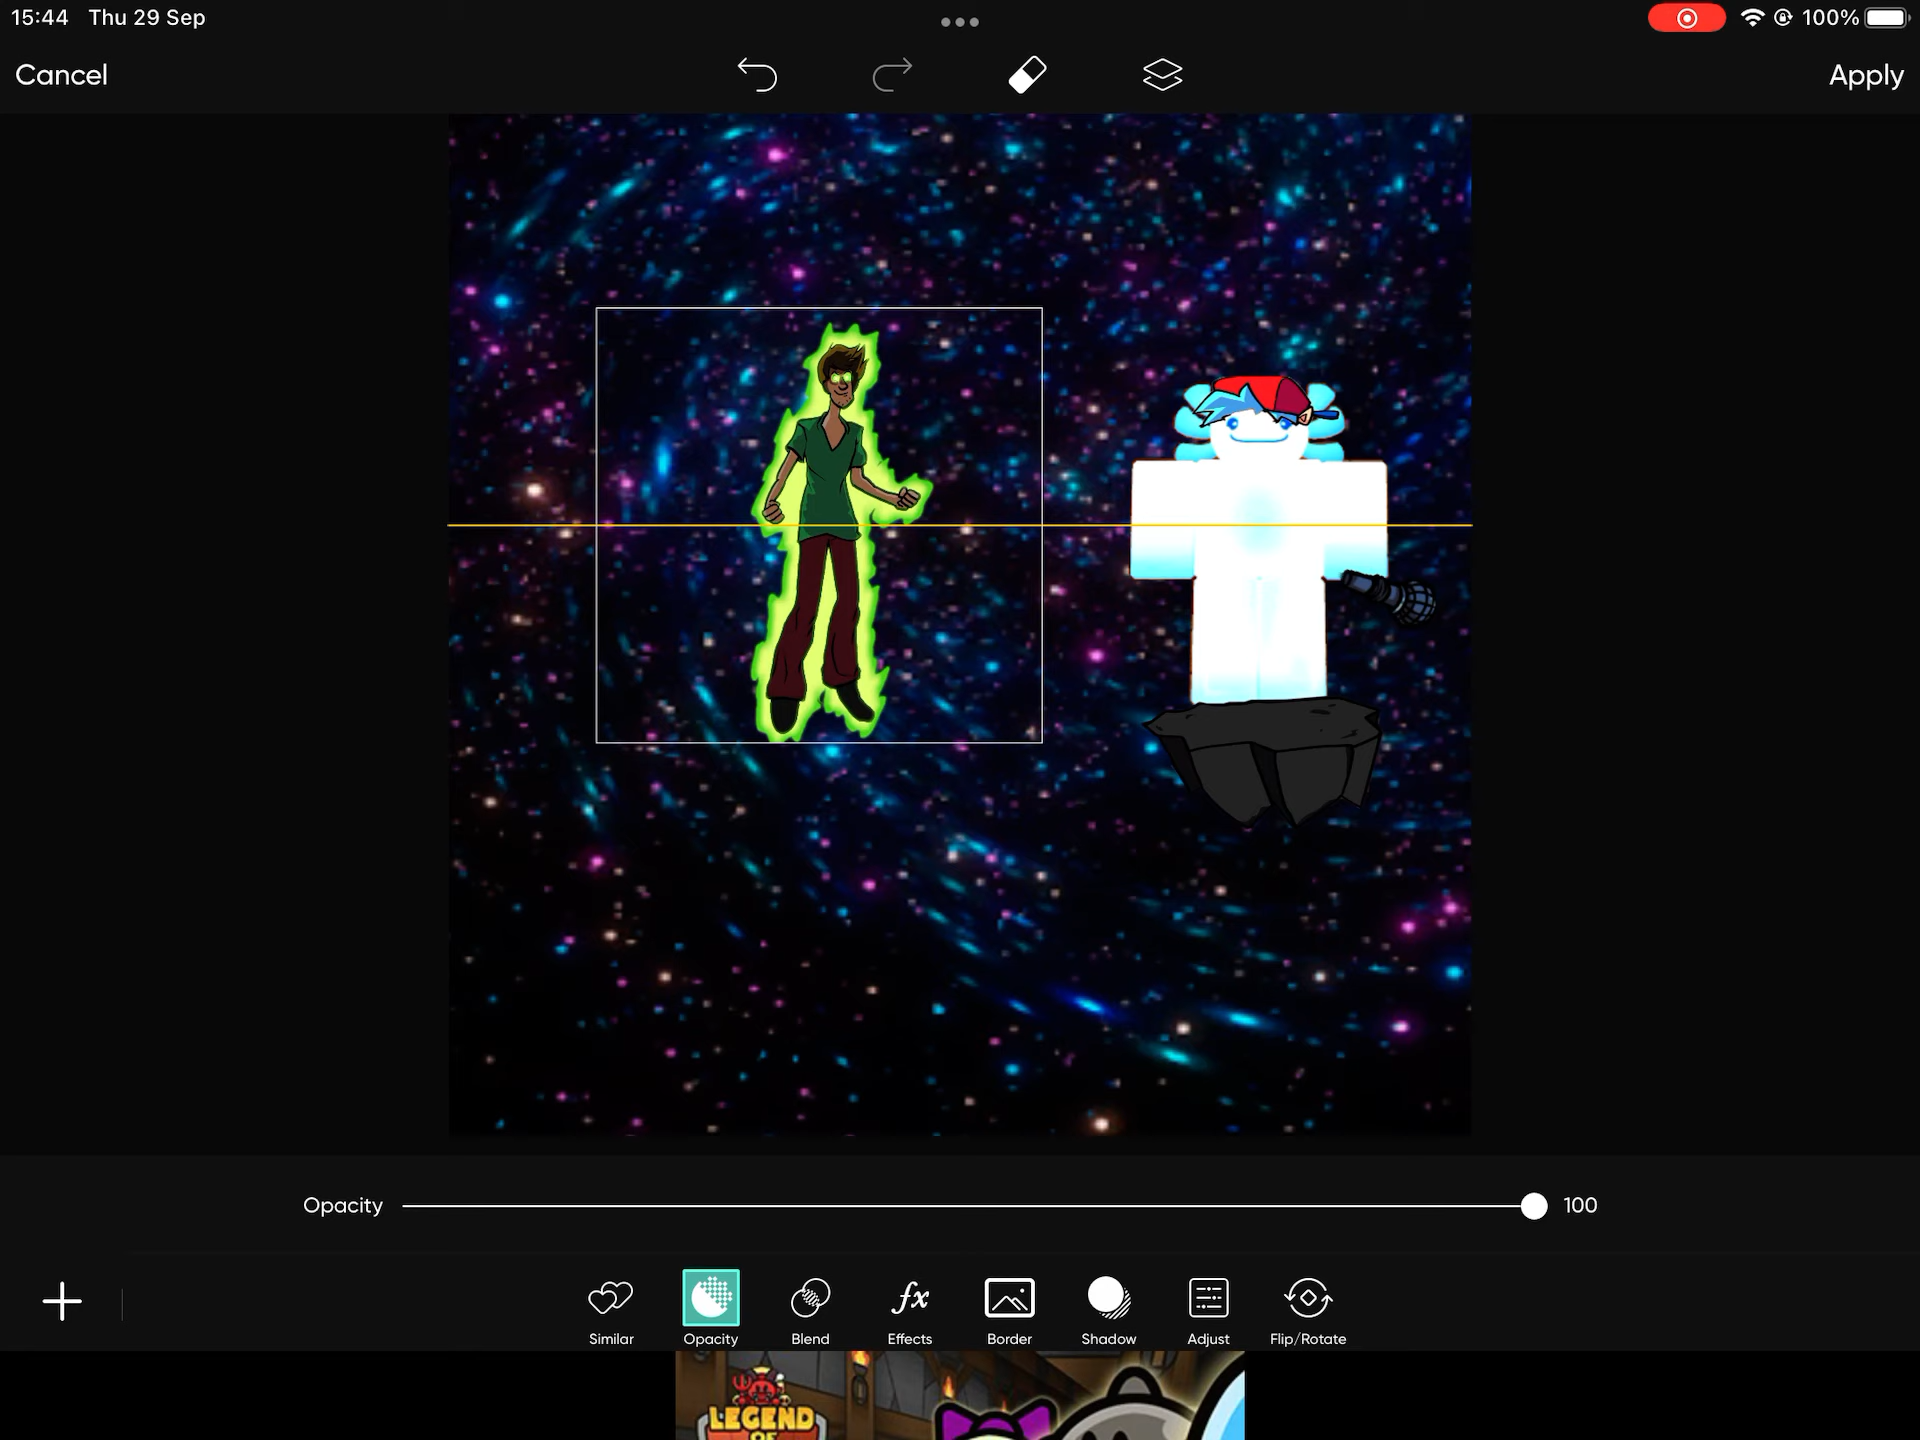 15:44 Thu 29 Sep
100%
Cancel
Apply
Opacity
100
Similar
Opacity
Blend
Effects
Border
Shadow
Adjust
Flip/Rotate
LEGEND
OF